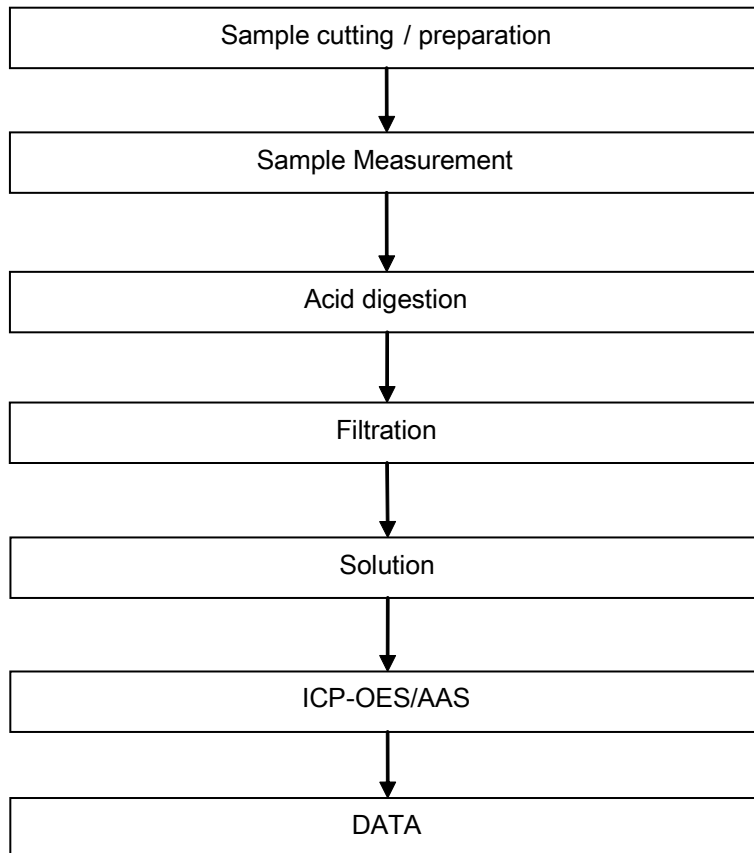 Sample cutting / preparation
Sample Measurement
Acid digestion
Filtration
Solution
ICP-OES/AAS
DATA